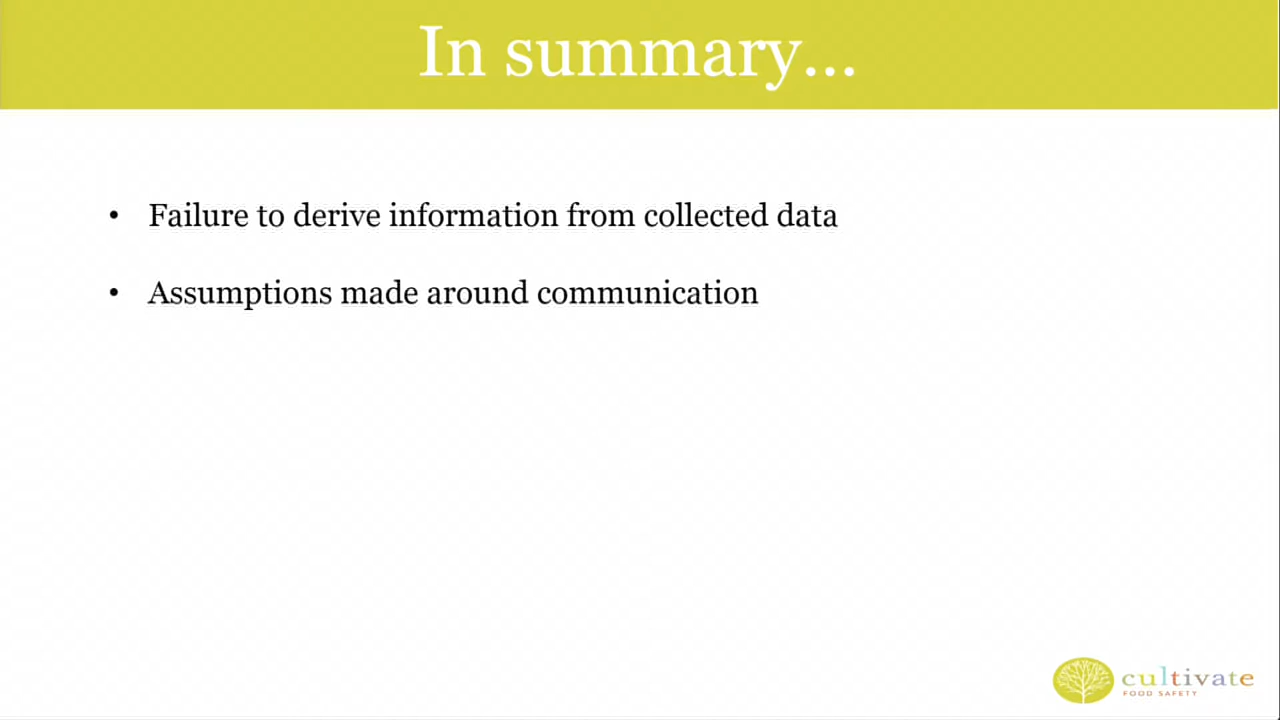 In summary...
• Failure to derive information from collected data
• Assumptions made around communication
cultivate
FOOD SAFETY